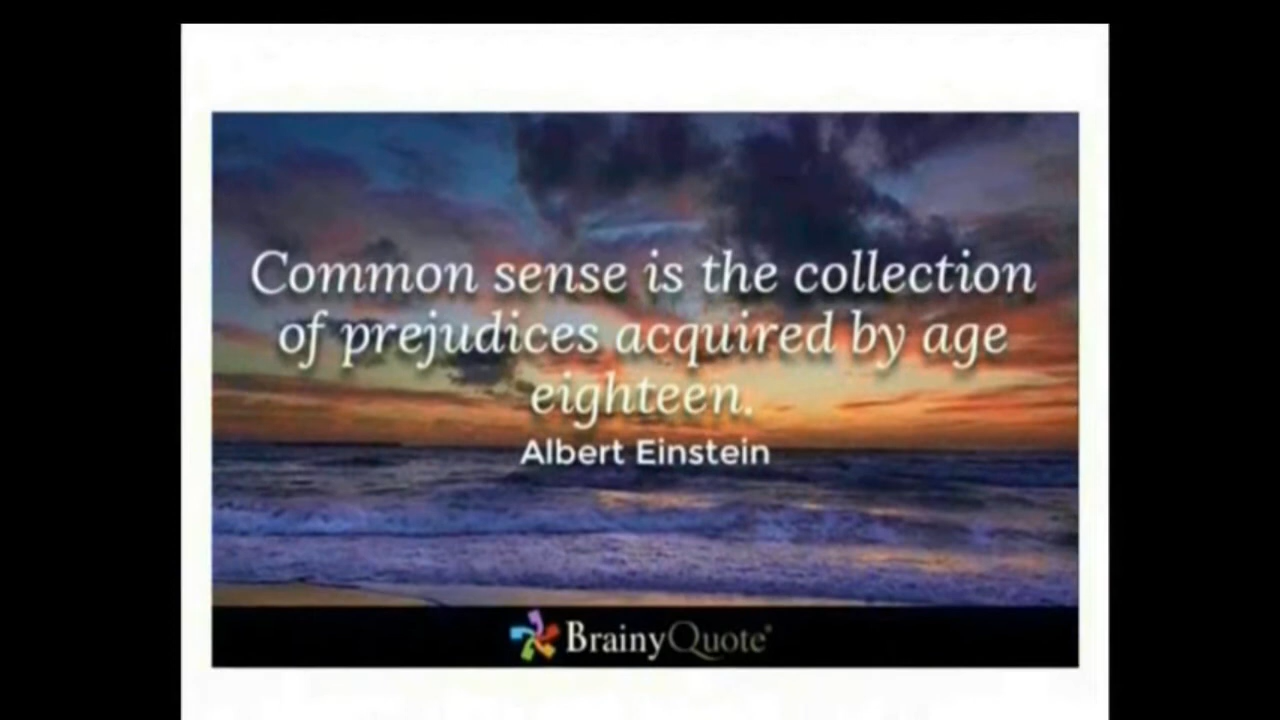 Common sense is the collection
of prejudices acquired by age
eighteen.
Albert Einstein
BrainyQuote®